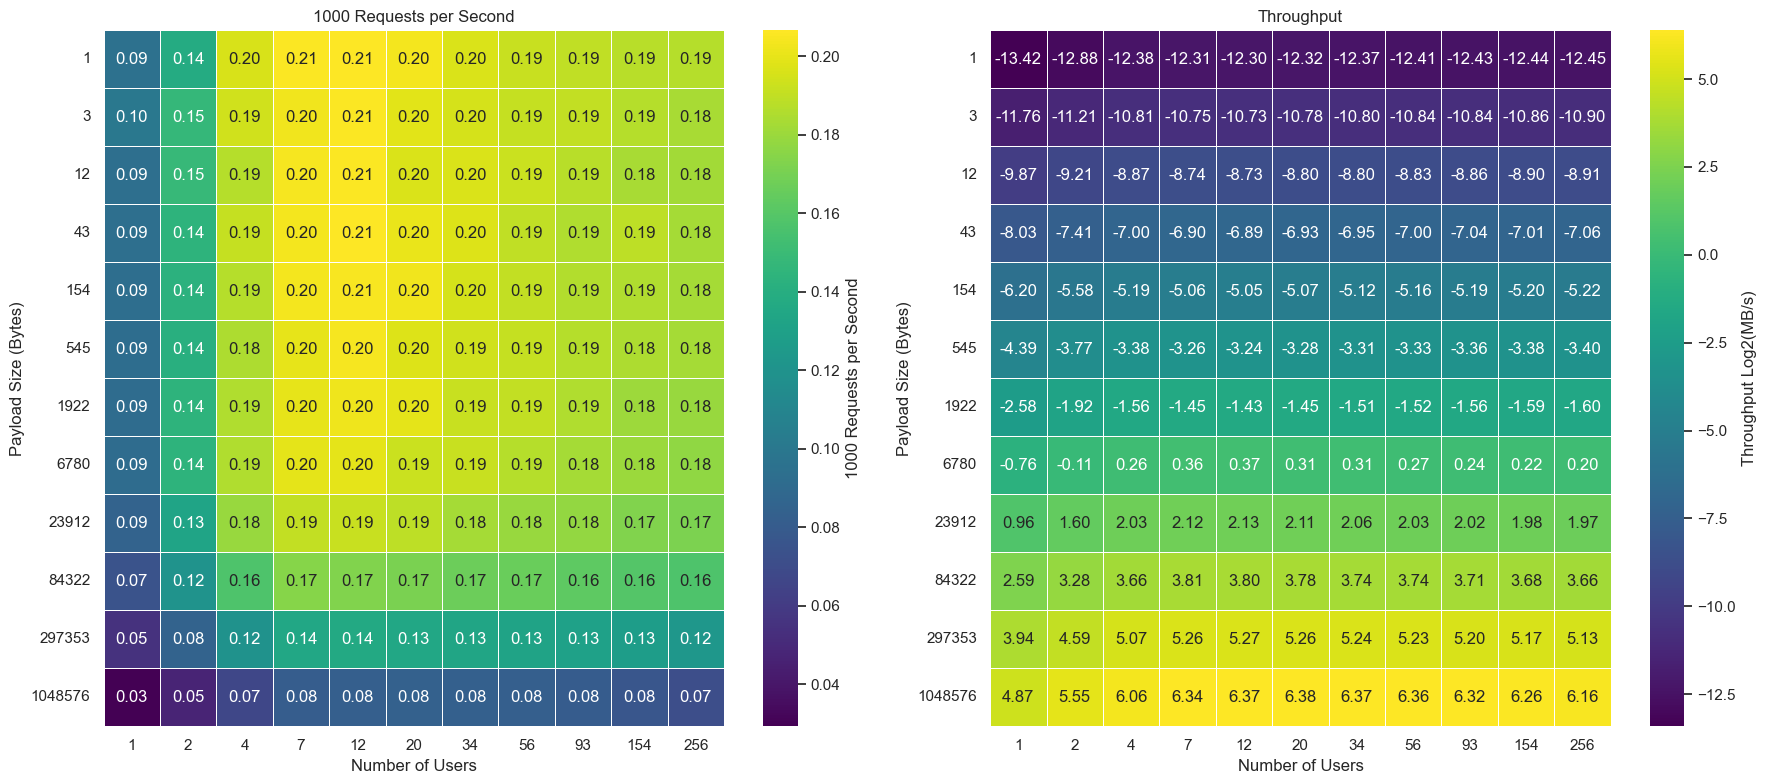 1000 Requests per Second
Payload Size (Bytes)
1 0.09 0.14 0.20 0.21 0.21 0.20 0.20 0.19 0.19 0.19 0.19
3 0.10 0.15 0.19 0.20 0.21 0.20 0.20 0.19 0.19 0.19 0.18
12 0.09 0.15 0.19 0.20 0.21 0.20 0.20 0.19 0.19 0.18 0.18
43 0.09 0.14 0.19 0.20 0.21 0.20 0.20 0.19 0.19 0.19 0.18
154 0.09 0.14 0.19 0.20 0.21 0.20 0.20 0.19 0.19 0.19 0.18
545 0.09 0.14 0.18 0.20 0.20 0.20 0.19 0.19 0.19 0.18 0.18
1922 0.09 0.14 0.19 0.20 0.20 0.20 0.19 0.19 0.19 0.18 0.18
6780 0.09 0.14 0.19 0.20 0.20 0.19 0.19 0.19 0.18 0.18 0.18
23912 0.09 0.13 0.18 0.19 0.19 0.19 0.18 0.18 0.18 0.17 0.17
84322 0.07 0.12 0.16 0.17 0.17 0.17 0.17 0.17 0.16 0.16 0.16
297353 0.05 0.08 0.12 0.14 0.14 0.13 0.13 0.13 0.13 0.13 0.12
1048576 0.03 0.05 0.07 0.08 0.08 0.08 0.08 0.08 0.08 0.08 0.07
1 2 4 7 12 20 34 56 93 154 256
Number of Users
0.20
0.18
0.16
0.14
0.12
0.10
0.08
0.06
0.04
1000 Requests per Second
Throughput
Payload Size (Bytes)
1 -13.42 -12.88 -12.38 -12.31 -12.30 -12.32 -12.37 -12.41 -12.43 -12.44 -12.45
3 -11.76 -11.21 -10.81 -10.75 -10.73 -10.78 -10.80 -10.84 -10.84 -10.86 -10.90
12 -9.87 -9.21 -8.87 -8.74 -8.73 -8.80 -8.80 -8.83 -8.86 -8.90 -8.91
43 -8.03 -7.41 -7.00 -6.90 -6.89 -6.93 -6.95 -7.00 -7.04 -7.01 -7.06
154 -6.20 -5.58 -5.19 -5.06 -5.05 -5.07 -5.12 -5.16 -5.19 -5.20 -5.22
545 -4.39 -3.77 -3.38 -3.26 -3.24 -3.28 -3.31 -3.33 -3.36 -3.38 -3.40
1922 -2.58 -1.92 -1.56 -1.45 -1.43 -1.45 -1.51 -1.52 -1.56 -1.59 -1.60
6780 -0.76 -0.11 0.26 0.36 0.37 0.31 0.31 0.27 0.24 0.22 0.20
23912 0.96 1.60 2.03 2.12 2.13 2.11 2.06 2.03 2.02 1.98 1.97
84322 2.59 3.28 3.66 3.81 3.80 3.78 3.74 3.74 3.71 3.68 3.66
297353 3.94 4.59 5.07 5.26 5.27 5.26 5.24 5.23 5.20 5.17 5.13
1048576 4.87 5.55 6.06 6.34 6.37 6.38 6.37 6.36 6.32 6.26 6.16
1 2 4 7 12 20 34 56 93 154 256
Number of Users
5.0
2.5
0.0
−2.5
−5.0
−7.5
−10.0
−12.5
Throughput Log2(MB/s)